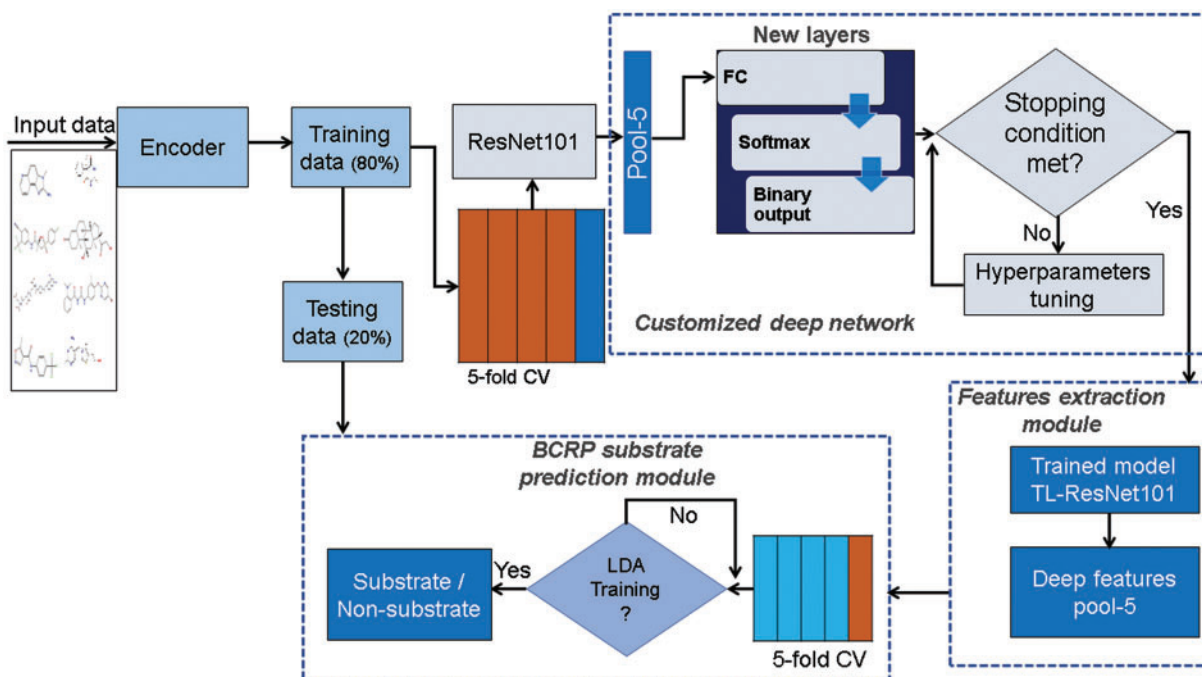 Input data
Encoder
Training
data (80%)
Testing
data (20%)
ResNet101
5-fold CV
Pool-5
New layers
FC
Softmax
Binary
output
Stopping
condition
met?
Yes
No
Hyperparameters
tuning
Customized deep network
Features extraction
module
Trained model
TL-ResNet101
Deep features
pool-5
BCRP substrate
prediction module
No
LDA
Training
?
Yes
Substrate /
Non-substrate
5-fold CV